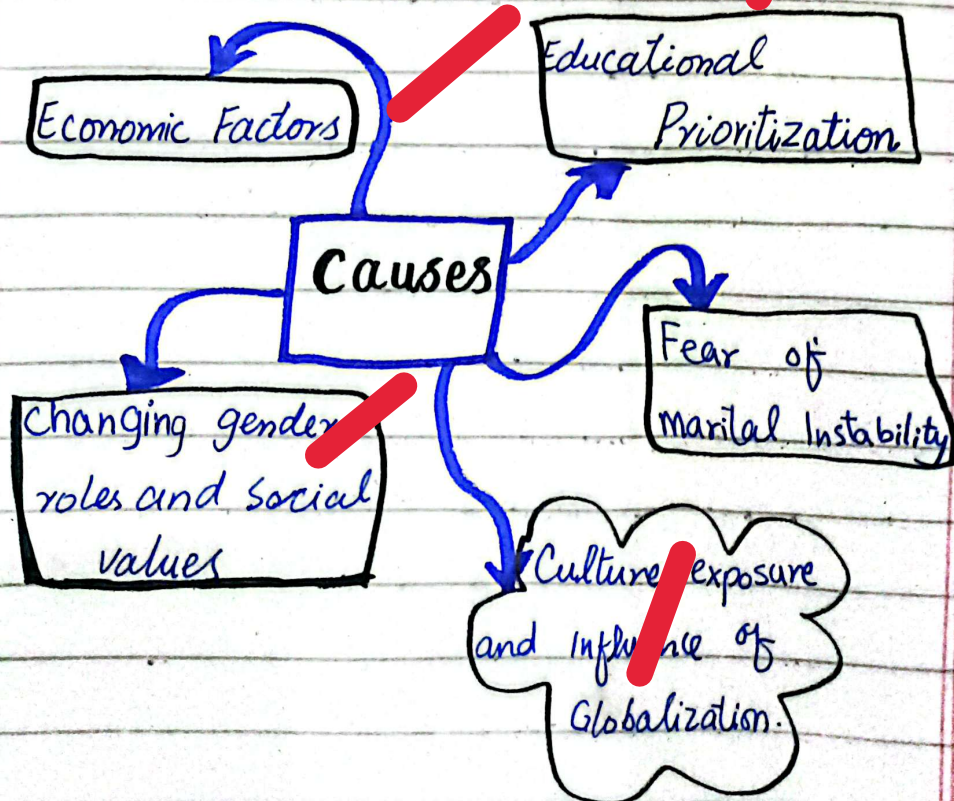 Educational
Prioritization
Economic Factors
Causes
Fear of
marital Instability
Changing gender
roles and social
values
Culture exposure
and Influence of
Globalization.